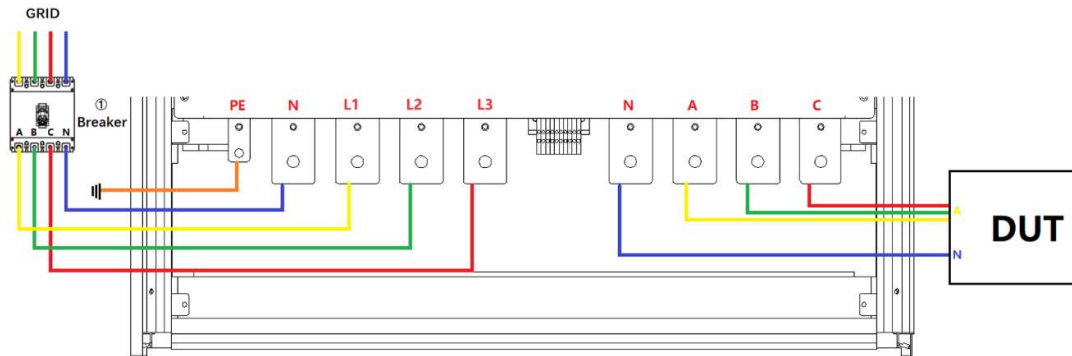 GRID
①
Breaker
A B C N
PE N L1 L2 L3 N A B C
A
N
DUT